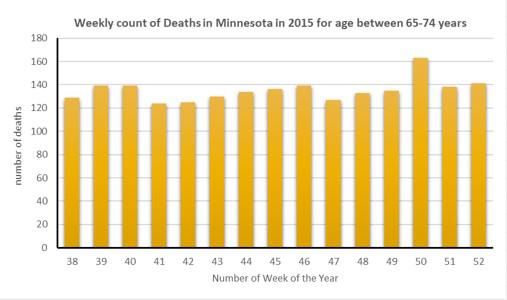 Weekly count of Deaths in Minnesota in 2015 for age between 65-74 years
180
160
140
120
100
80
60
40
20
0
number of deaths
38 39 40 41 42 43 44 45 46 47 48 49 50 51 52
Number of Week of the Year